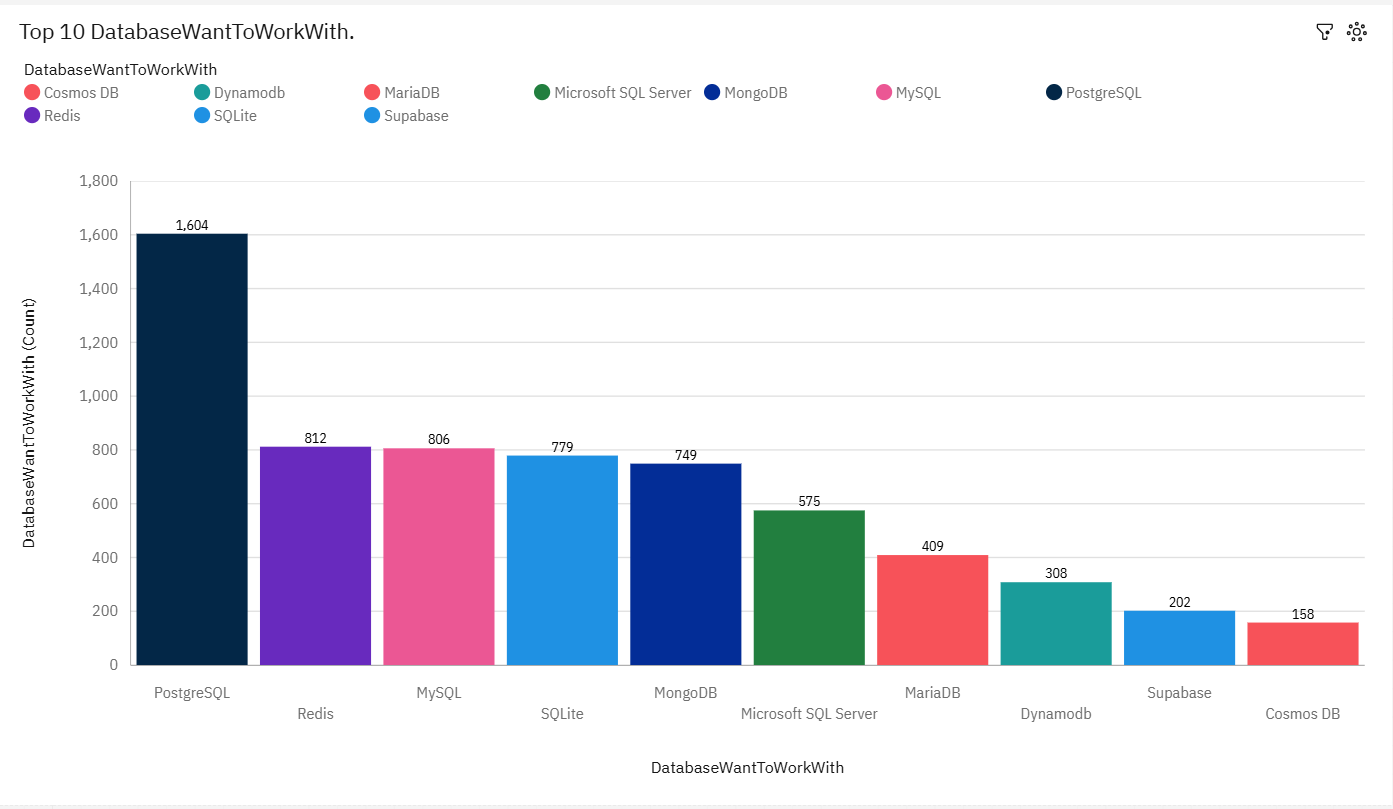 Top 10 DatabaseWantToWorkWith.
DatabaseWantToWorkWith
Cosmos DB Dynamodb MariaDB Microsoft SQL Server MongoDB MySQL PostgreSQL
Redis SQLite Supabase
1,800
1,600
1,400
1,200
1,000
800
600
400
200
0
DatabaseWantToWorkWith (Count)
1,604
812
806
779
749
575
409
308
202
158
PostgreSQL MySQL MongoDB MariaDB Supabase
Redis SQLite Microsoft SQL Server Dynamodb Cosmos DB
DatabaseWantToWorkWith